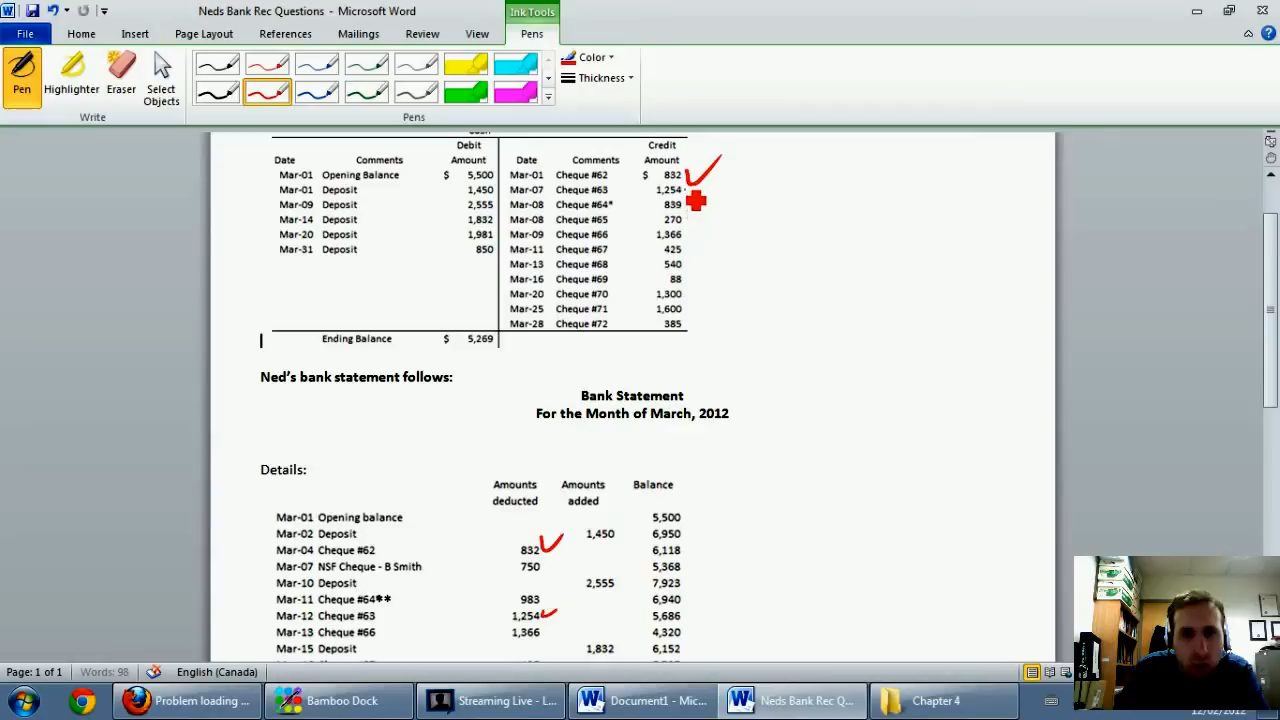 Neds Bank Rec Questions - Microsoft Word
Ink Tools
File Home Insert Page Layout References Mailings Review View Pens
Pen Highlighter Eraser Select Objects
Color
Thickness
Write Pens
Debit Credit
Date Comments Amount Date Comments Amount
Mar-01 Opening Balance $ 5,500 Mar-01 Cheque #62 $ 832
Mar-01 Deposit 1,450 Mar-07 Cheque #63 1,254
Mar-09 Deposit 2,555 Mar-08 Cheque #64* 839
Mar-14 Deposit 1,832 Mar-08 Cheque #65 270
Mar-20 Deposit 1,981 Mar-09 Cheque #66 1,366
Mar-31 Deposit 850 Mar-11 Cheque #67 425
Mar-13 Cheque #68 540
Mar-16 Cheque #69 88
Mar-20 Cheque #70 1,300
Mar-25 Cheque #71 1,600
Mar-28 Cheque #72 385
Ending Balance $ 5,269
Ned’s bank statement follows:
Bank Statement
For the Month of March, 2012
Details:
Amounts Amounts Balance
deducted added
Mar-01 Opening balance 5,500
Mar-02 Deposit 1,450 6,950
Mar-04 Cheque #62 832 6,118
Mar-07 NSF Cheque - B Smith 750 5,368
Mar-10 Deposit 2,555 7,923
Mar-11 Cheque #64** 983 6,940
Mar-12 Cheque #63 1,254 5,686
Mar-13 Cheque #66 1,366 4,320
Mar-15 Deposit 1,832 6,152
Page: 1 of 1 Words: 98 English (Canada)
Problem loading ... Bamboo Dock Streaming Live - L... Document1 - Mic... Neds Bank Rec Q... Chapter 4
12/02/2012